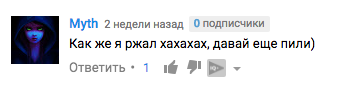 Myth 2 недели назад 0 подписчики
Как же я ржал хахахах, давай еще пили)
Ответить • 1